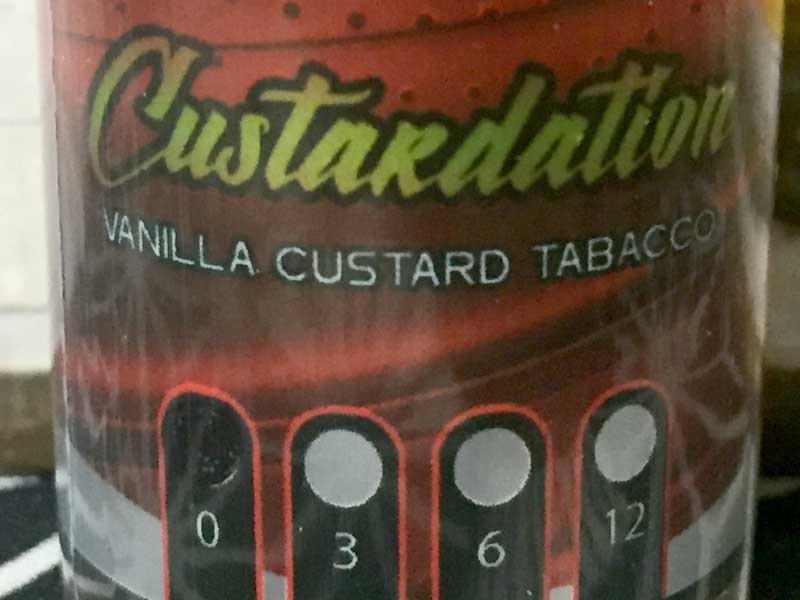 Custardation
VANILLA CUSTARD TABACCO
0 3 6 12